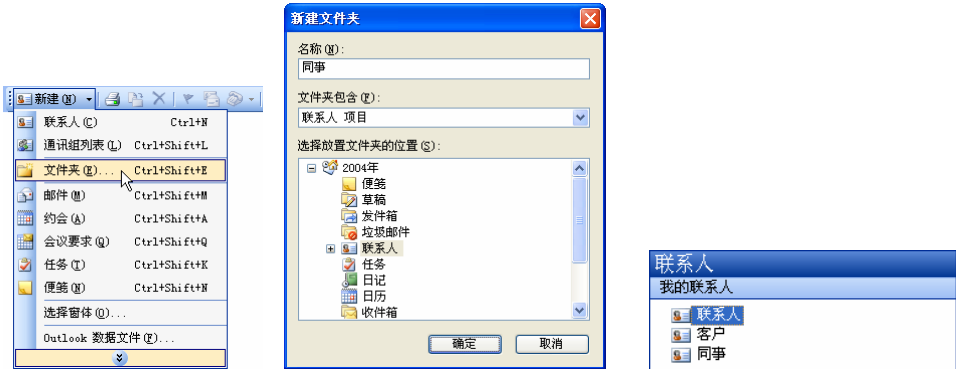 新建(N)
联系人(C) Ctrl+N
通讯组列表(L) Ctrl+Shift+L
文件夹(E)... Ctrl+Shift+E
邮件(M) Ctrl+Shift+M
约会(A) Ctrl+Shift+A
会议要求(Q) Ctrl+Shift+Q
任务(T) Ctrl+Shift+K
便笺(N) Ctrl+Shift+N
选择窗体(O)...
Outlook 数据文件(F)...
新建文件夹
名称(N):
同事
文件夹包含(F):
联系人 项目
选择放置文件夹的位置(S):
2004年
便笺
草稿
发件箱
垃圾邮件
联系人
任务
日记
日历
收件箱
确定
取消
联系人
我的联系人
联系人
客户
同事